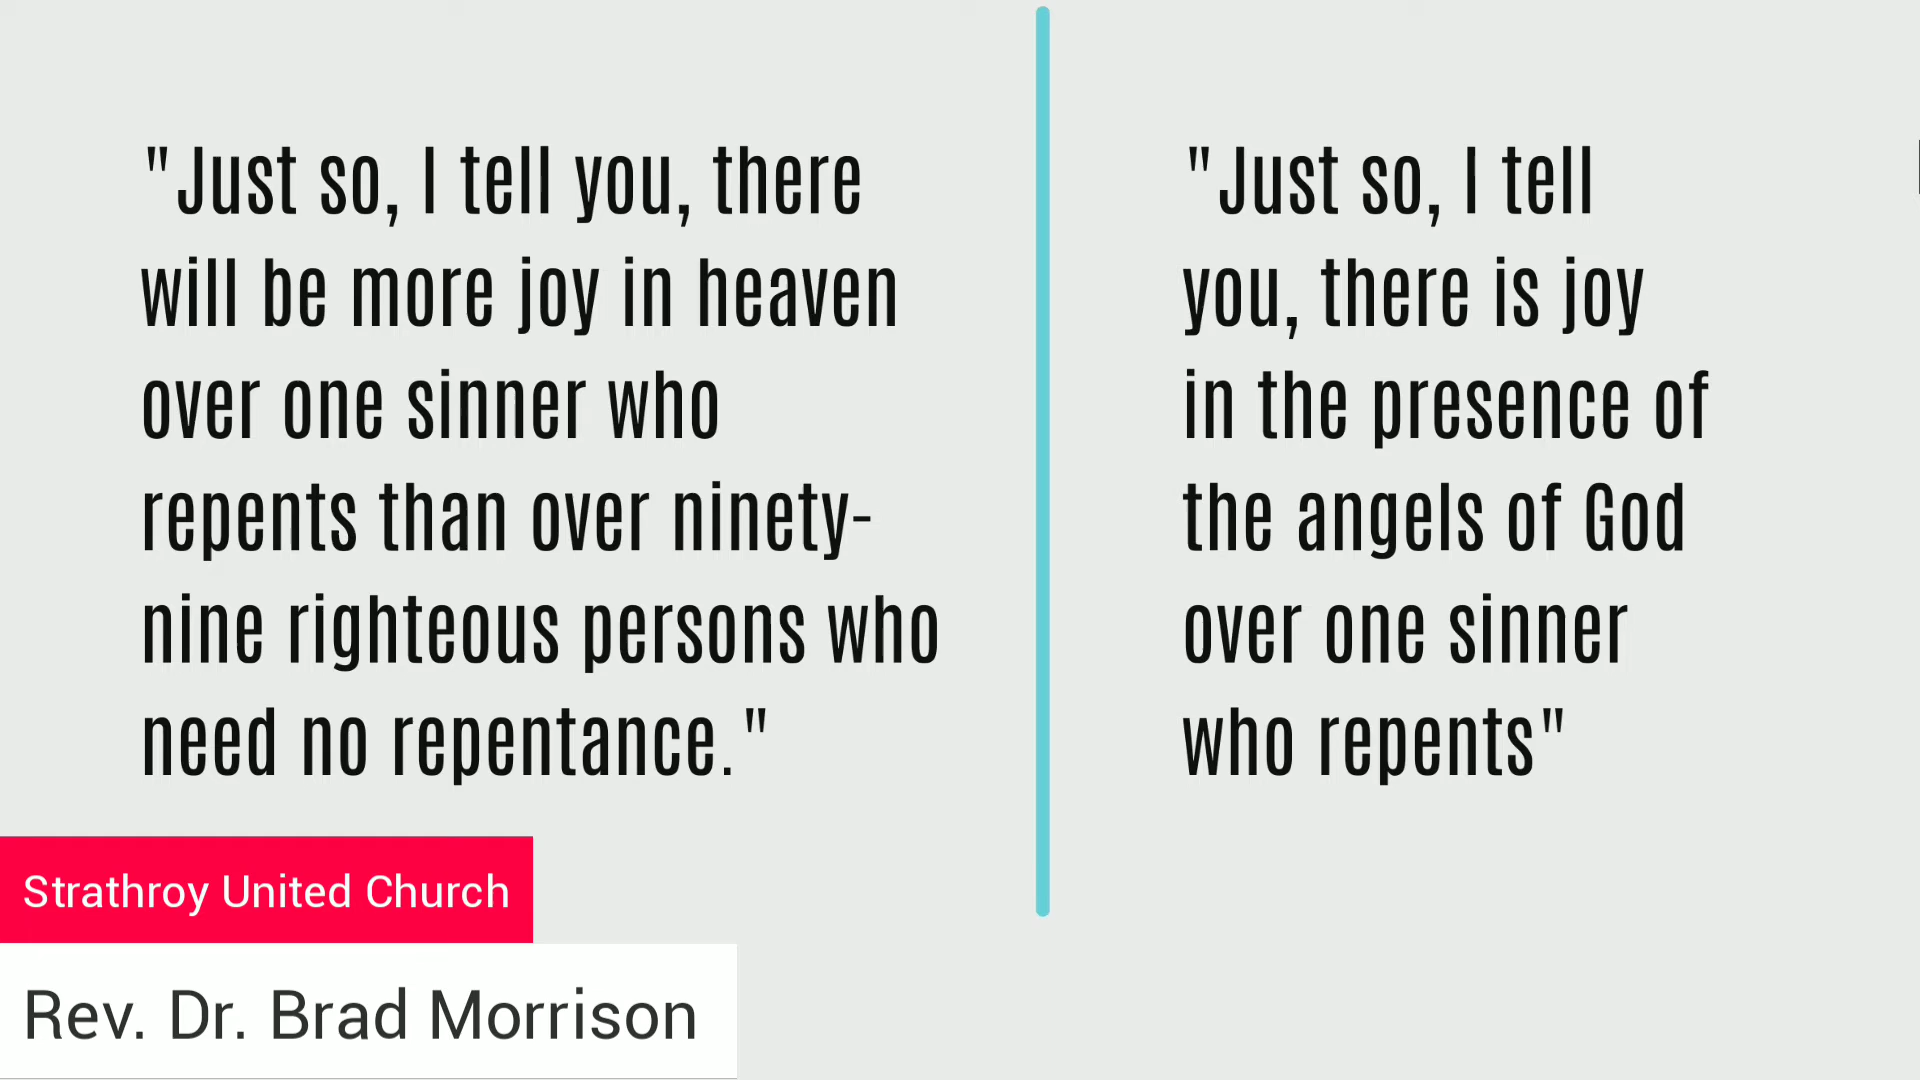 "Just so, I tell you, there
will be more joy in heaven
over one sinner who
repents than over ninety-
nine righteous persons who
need no repentance."
"Just so, I tell
you, there is joy
in the presence of
the angels of God
over one sinner
who repents"
Strathroy United Church
Rev. Dr. Brad Morrison